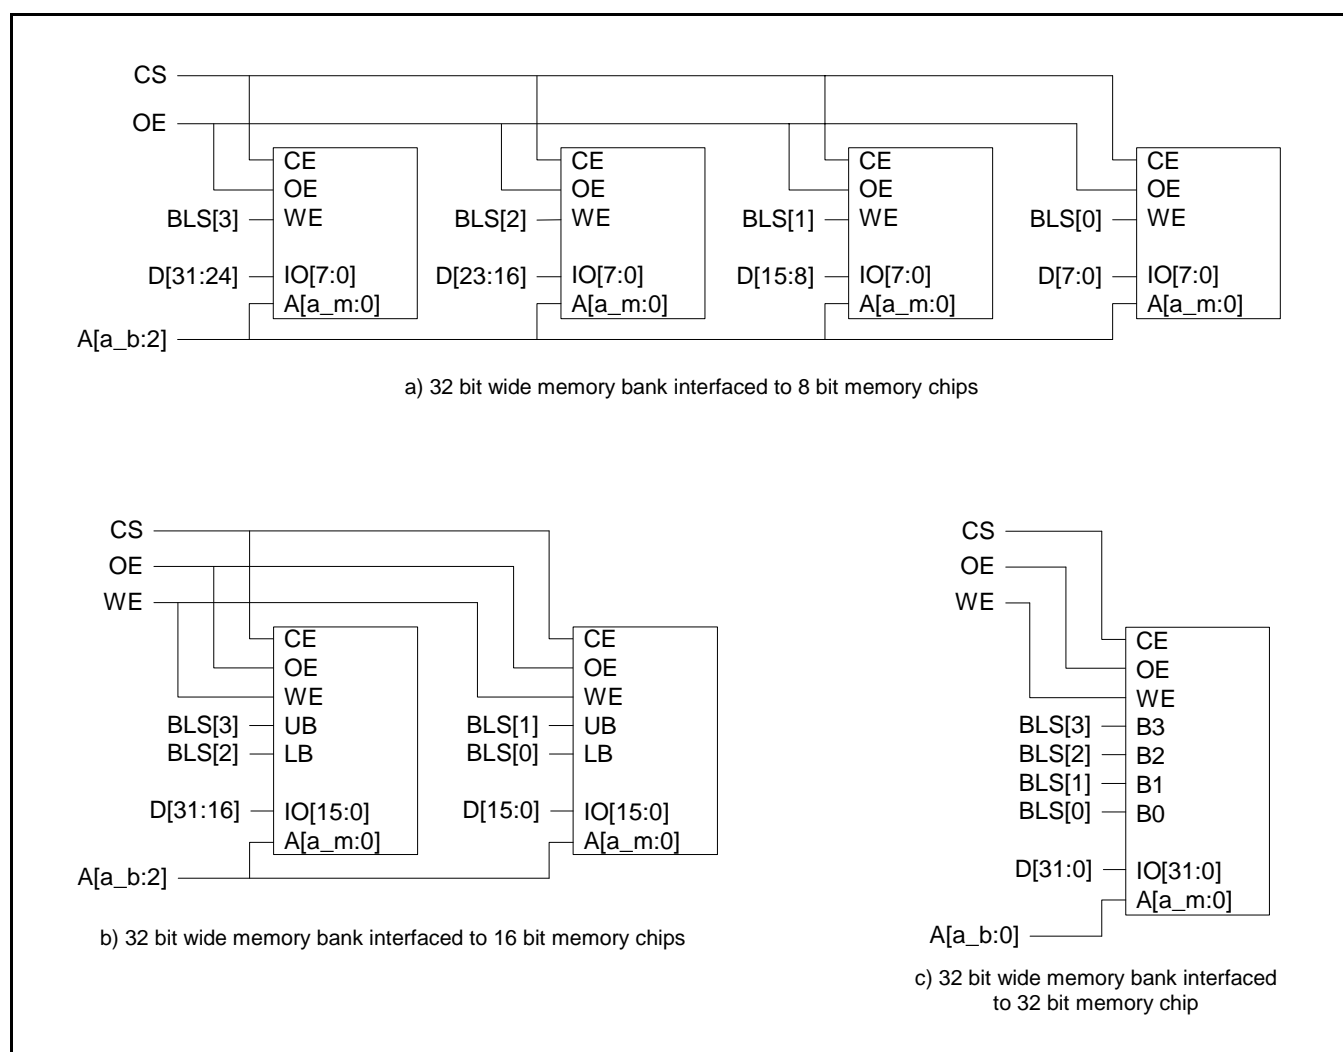 CS
OE
CE
OE
WE
BLS[3]
D[31:24]
IO[7:0]
A[a_m:0]
CE
OE
WE
BLS[2]
D[23:16]
IO[7:0]
A[a_m:0]
CE
OE
WE
BLS[1]
D[15:8]
IO[7:0]
A[a_m:0]
CE
OE
WE
BLS[0]
D[7:0]
IO[7:0]
A[a_m:0]
A[a_b:2]
a) 32 bit wide memory bank interfaced to 8 bit memory chips
CS
OE
WE
CE
OE
WE
BLS[3]
UB
BLS[2]
LB
D[31:16]
IO[15:0]
A[a_m:0]
CE
OE
WE
BLS[1]
UB
BLS[0]
LB
D[15:0]
IO[15:0]
A[a_m:0]
A[a_b:2]
b) 32 bit wide memory bank interfaced to 16 bit memory chips
CS
OE
WE
CE
OE
WE
BLS[3]
B3
BLS[2]
B2
BLS[1]
B1
BLS[0]
B0
D[31:0]
IO[31:0]
A[a_m:0]
A[a_b:0]
c) 32 bit wide memory bank interfaced
to 32 bit memory chip